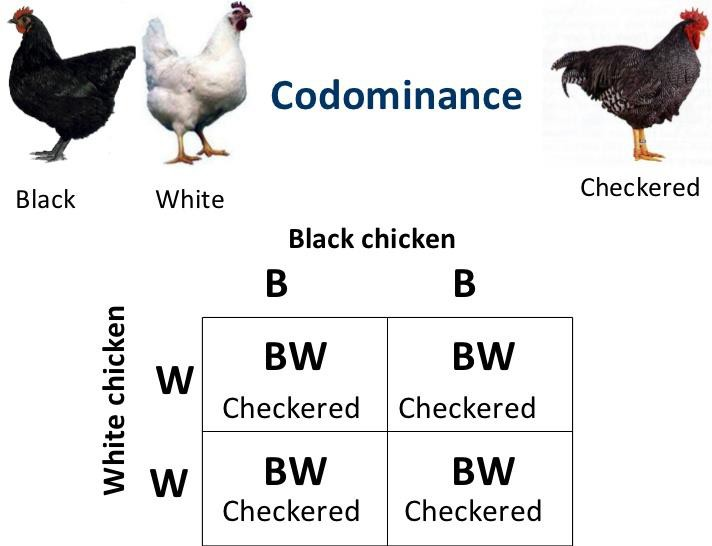 Codominance
Black
White
Checkered
Black chicken
B B
White chicken
W
BW BW
Checkered Checkered
W
BW BW
Checkered Checkered